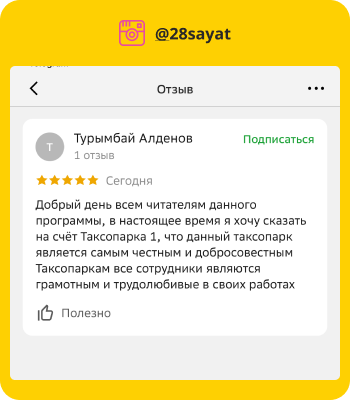 @28sayat
Отзыв
Турымбай Алденов
Подписаться
1 отзыв
Сегодня
Добрый день всем читателям данного
программы, в настоящее время я хочу сказать
на счёт Таксопарка 1, что данный таксопарк
является самым честным и добросовестным
Таксопаркам все сотрудники являются
грамотным и трудолюбивые в своих работах
Полезно